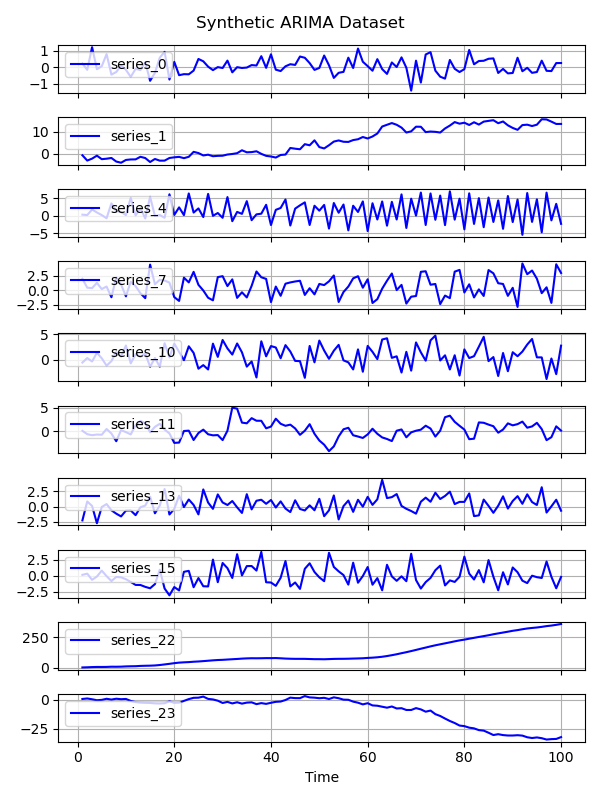 Synthetic ARIMA Dataset
1
0
−1
series_0
10
0
series_1
5
0
−5
series_4
2.5
0.0
−2.5
series_7
5
0
series_10
5
0
series_11
2.5
0.0
−2.5
series_13
2.5
0.0
−2.5
series_15
250
0
series_22
0
−25
series_23
0 20 40 60 80 100
Time